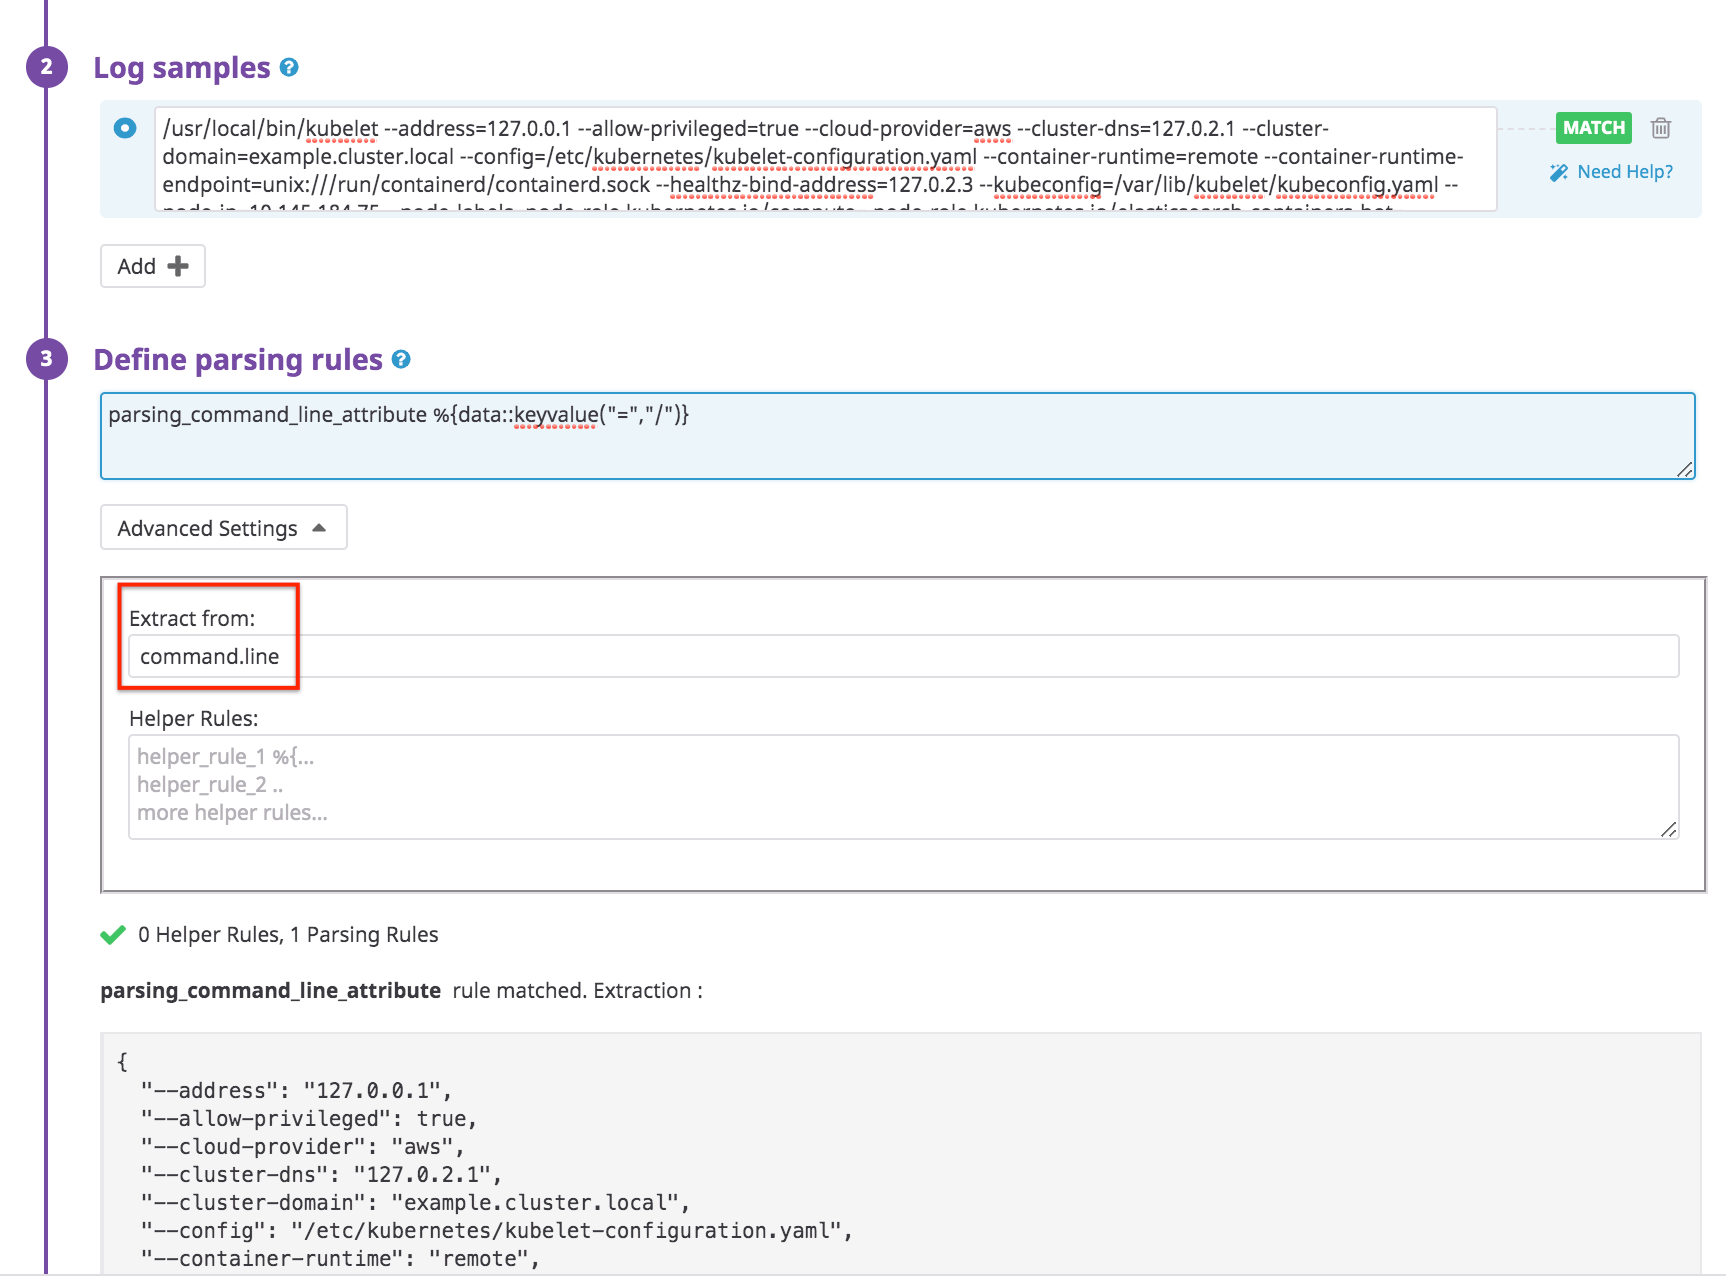 2
Log samples ?
/usr/local/bin/kubelet --address=127.0.0.1 --allow-privileged=true --cloud-provider=aws --cluster-dns=127.0.2.1 --cluster-
domain=example.cluster.local --config=/etc/kubernetes/kubelet-configuration.yaml --container-runtime=remote --container-runtime-
endpoint=unix:///run/containerd/containerd.sock --healthz-bind-address=127.0.2.3 --kubeconfig=/var/lib/kubelet/kubeconfig.yaml --
MATCH
Need Help?
Add
3
Define parsing rules ?
parsing_command_line_attribute %{data::keyvalue("=","/")}
Advanced Settings
Extract from:
command.line
Helper Rules:
helper_rule_1 %{...
helper_rule_2 ..
more helper rules...
0 Helper Rules, 1 Parsing Rules
parsing_command_line_attribute rule matched. Extraction :
{
"--address": "127.0.0.1",
"--allow-privileged": true,
"--cloud-provider": "aws",
"--cluster-dns": "127.0.2.1",
"--cluster-domain": "example.cluster.local",
"--config": "/etc/kubernetes/kubelet-configuration.yaml",
"--container-runtime": "remote",